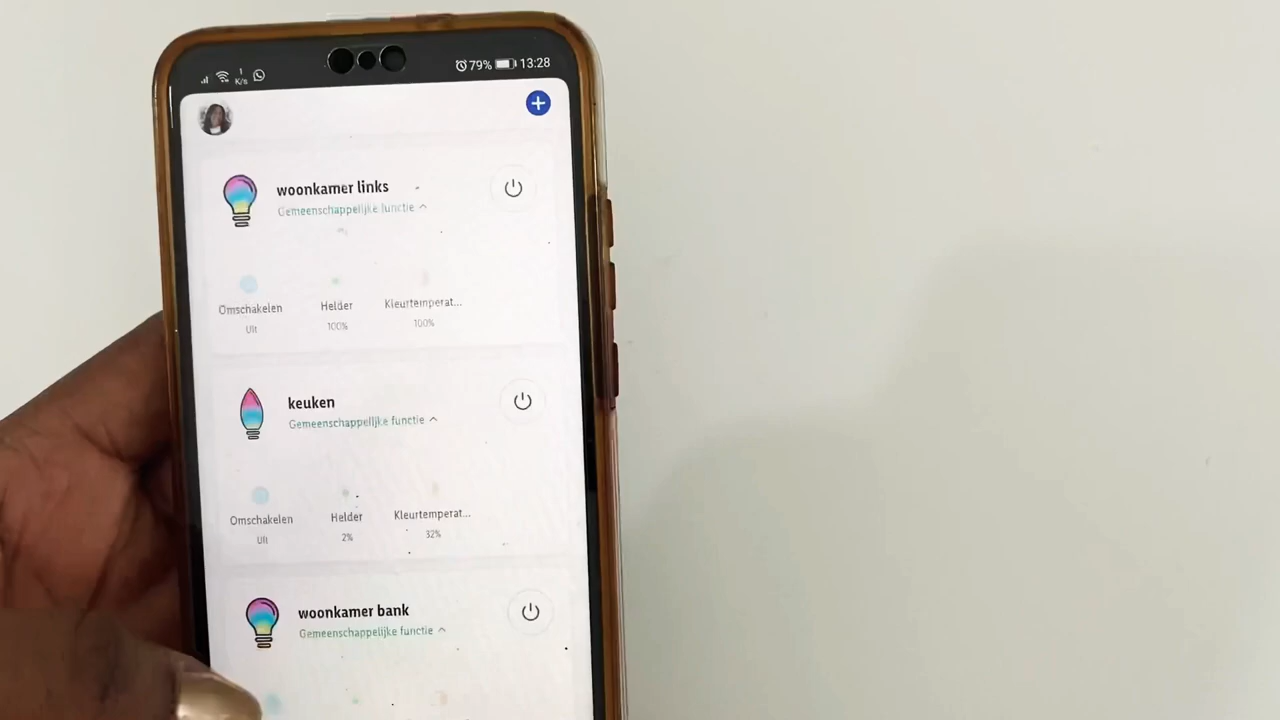 1
K/s
79%
13:28
woonkamer links
Gemeenschappelijke functie
Omschakelen
Helder
Kleurtemperat...
Uit
100%
100%
keuken
Gemeenschappelijke functie
Omschakelen
Helder
Kleurtemperat...
Uit
2%
32%
woonkamer bank
Gemeenschappelijke functie